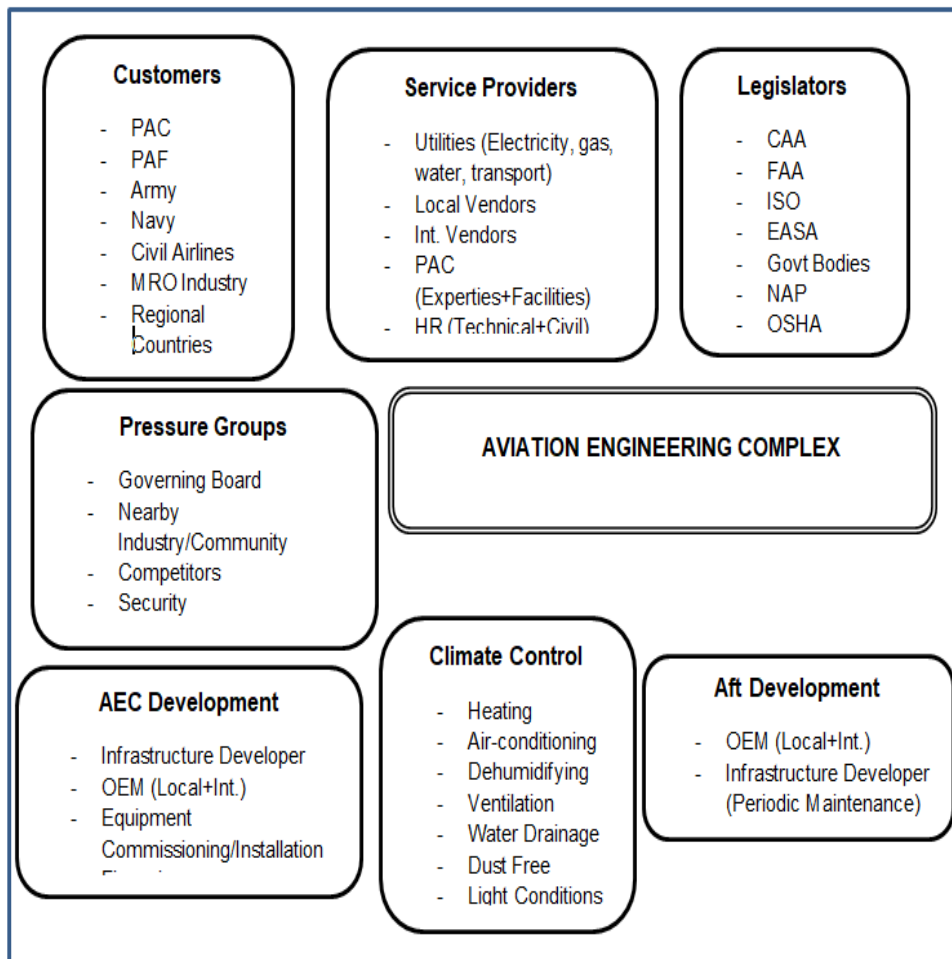 Customers
- PAC
- PAF
- Army
- Navy
- Civil Airlines
- MRO Industry
- Regional
Countries
Service Providers
- Utilities (Electricity, gas,
water, transport)
- Local Vendors
- Int. Vendors
- PAC
(Experties+Facilities)
- HR (Technical+Civil)
Legislators
- CAA
- FAA
- ISO
- EASA
- Govt Bodies
- NAP
- OSHA
Pressure Groups
- Governing Board
- Nearby
Industry/Community
- Competitors
- Security
AVIATION ENGINEERING COMPLEX
AEC Development
- Infrastructure Developer
- OEM (Local+Int.)
- Equipment
Commissioning/Installation
Climate Control
- Heating
- Air-conditioning
- Dehumidifying
- Ventilation
- Water Drainage
- Dust Free
- Light Conditions
Aft Development
- OEM (Local+Int.)
- Infrastructure Developer
(Periodic Maintenance)